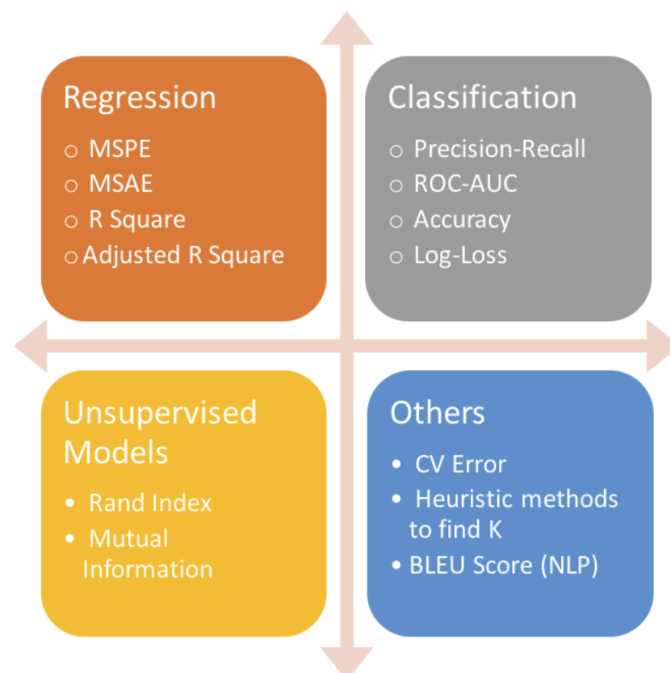 Regression
○ MSPE
○ MSAE
○ R Square
○ Adjusted R Square
Classification
○ Precision-Recall
○ ROC-AUC
○ Accuracy
○ Log-Loss
Unsupervised
Models
• Rand Index
• Mutual
Information
Others
• CV Error
• Heuristic methods
to find K
• BLEU Score (NLP)